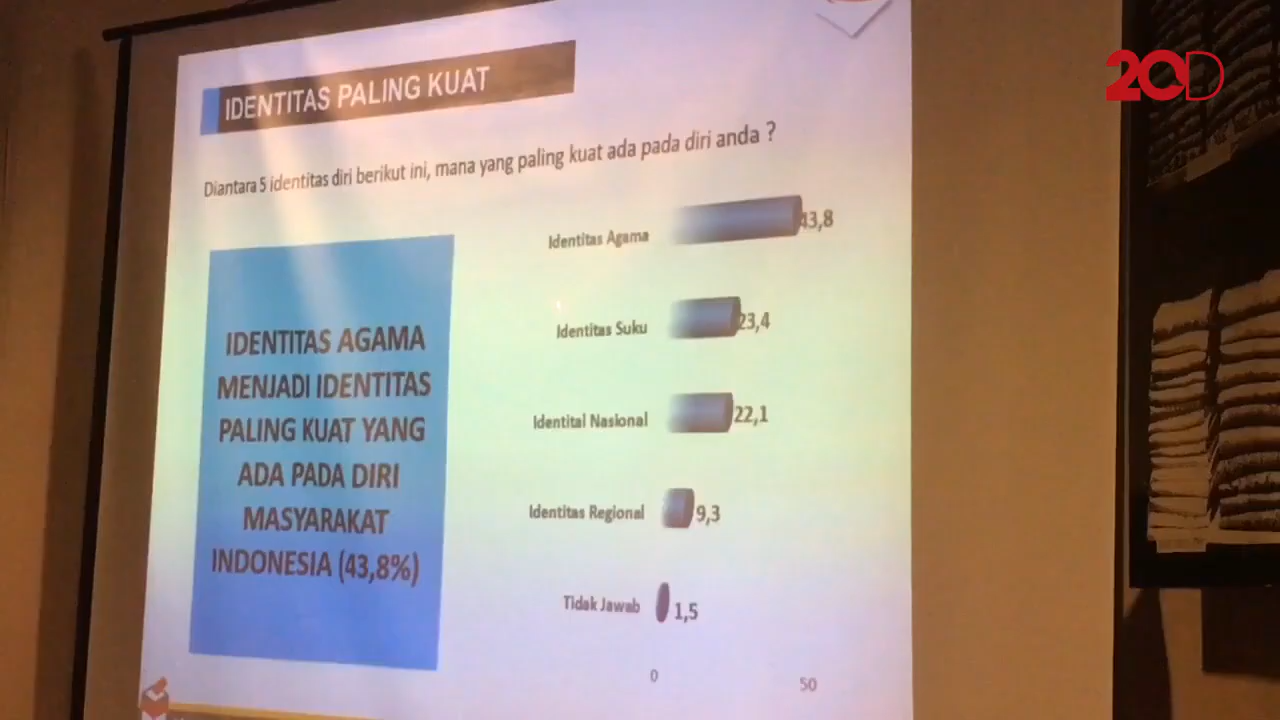 20D
IDENTITAS PALING KUAT
Diantara 5 identitas diri berikut ini, mana yang paling kuat ada pada diri anda ?
IDENTITAS AGAMA
MENJADI IDENTITAS
PALING KUAT YANG
ADA PADA DIRI
MASYARAKAT
INDONESIA (43,8%)
Identitas Agama 43,8
Identitas Suku 23,4
Identital Nasional 22,1
Identitas Regional 9,3
Tidak Jawab 1,5
0 50